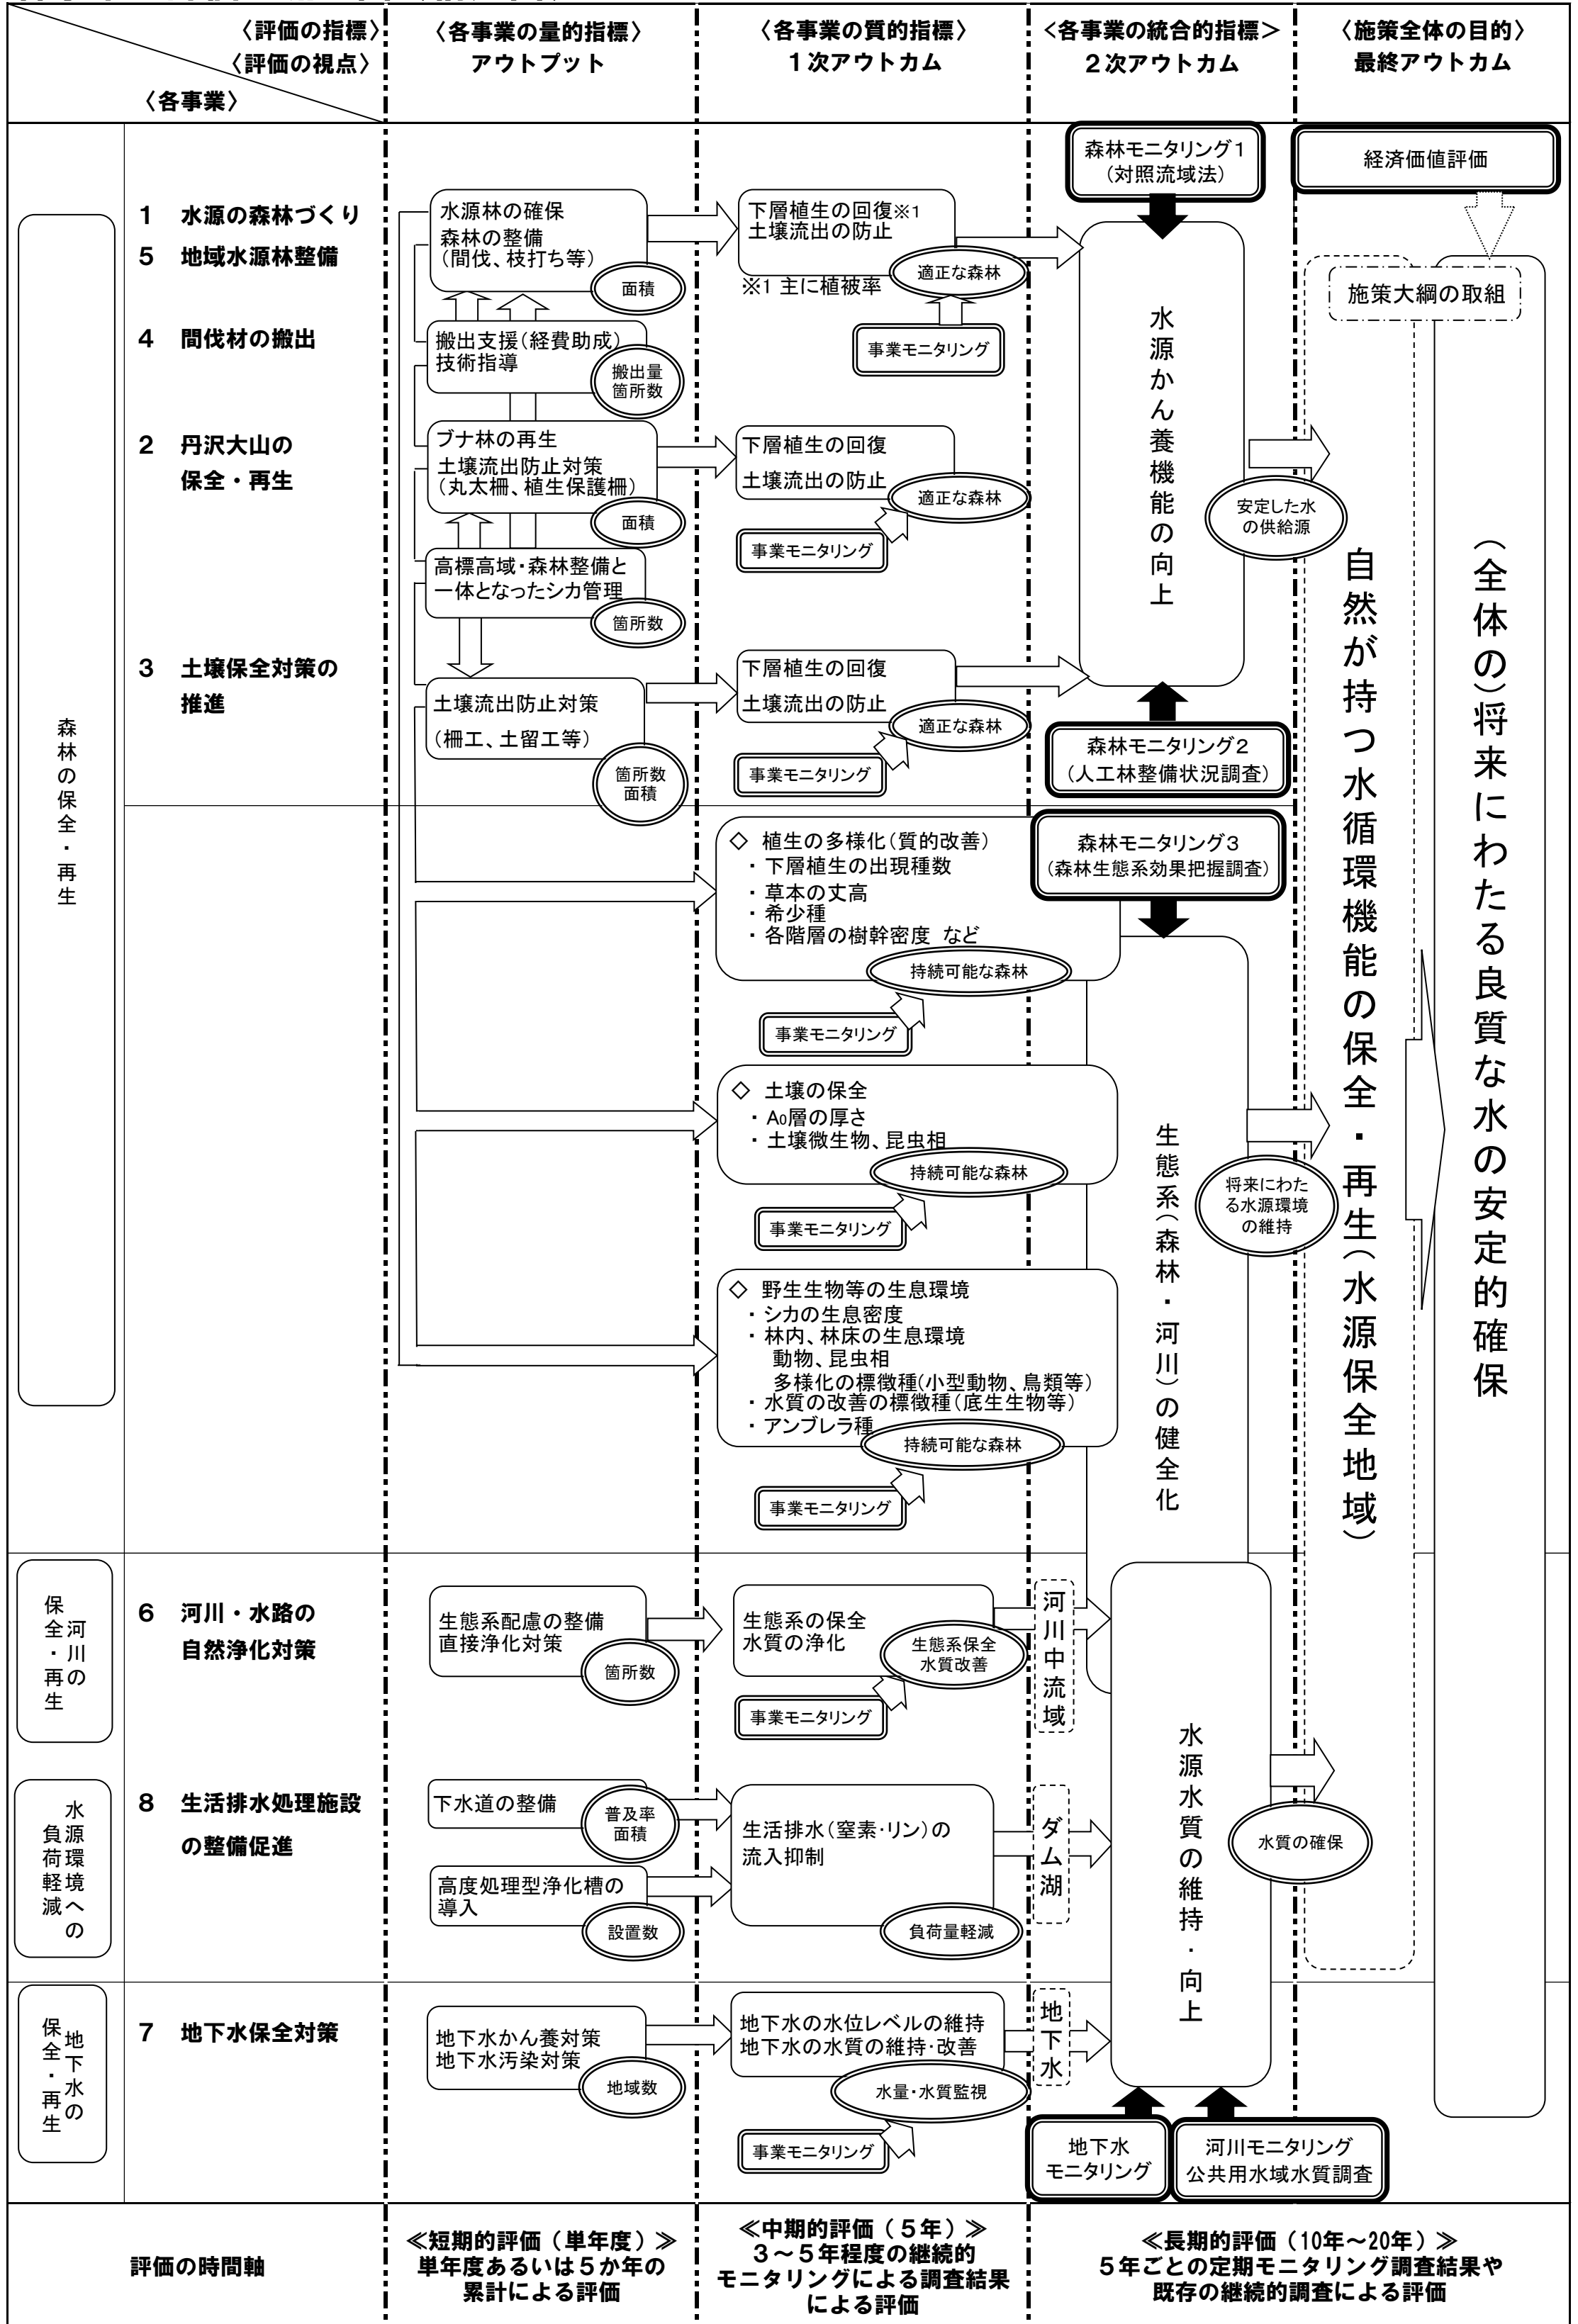 〈評価の指標〉
〈評価の視点〉
〈各事業〉
〈各事業の量的指標〉
アウトプット
〈各事業の質的指標〉
１次アウトカム
＜各事業の統合的指標＞
２次アウトカム
〈施策全体の目的〉
最終アウトカム
森林の保全・再生
1 水源の森林づくり
5 地域水源林整備
水源林の確保
森林の整備
(間伐、枝打ち等)
面積
下層植生の回復※1
土壌流出の防止
適正な森林
※1 主に植被率
事業モニタリング
森林モニタリング１
(対照流域法)
経済価値評価
4 間伐材の搬出
搬出支援(経費助成)
技術指導
搬出量
箇所数
2 丹沢大山の
保全・再生
ブナ林の再生
土壌流出防止対策
(丸太柵、植生保護柵)
面積
下層植生の回復
土壌流出の防止
適正な森林
事業モニタリング
高標高域・森林整備と
一体となったシカ管理
箇所数
3 土壌保全対策の
推進
土壌流出防止対策
(柵工、土留工等)
箇所数
面積
下層植生の回復
土壌流出の防止
適正な森林
事業モニタリング
水源かん養機能の向上
安定した水
の供給源
森林モニタリング2
(人工林整備状況調査)
森林モニタリング3
(森林生態系効果把握調査)
◇ 植生の多様化(質的改善)
・下層植生の出現種数
・草本の丈高
・希少種
・各階層の樹幹密度 など
持続可能な森林
事業モニタリング
◇ 土壌の保全
・A0層の厚さ
・土壌微生物、昆虫相
持続可能な森林
事業モニタリング
◇ 野生生物等の生息環境
・シカの生息密度
・林内、林床の生息環境
動物、昆虫相
多様化の標徴種(小型動物、鳥類等)
・水質の改善の標徴種(底生生物等)
・アンブレラ種
持続可能な森林
事業モニタリング
生態系(森林・河川)の健全化
将来にわた
る水源環境
の維持
施策大綱の取組
自然が持つ水循環機能の保全・再生(水源保全地域)
(全体の)将来にわたる良質な水の安定的確保
河川の
保全・再生
6 河川・水路の
自然浄化対策
生態系配慮の整備
直接浄化対策
箇所数
生態系の保全
水質の浄化
生態系保全
水質改善
事業モニタリング
河川中流域
水源環境への
負荷軽減
8 生活排水処理施設
の整備促進
下水道の整備
普及率
面積
高度処理型浄化槽の
導入
設置数
生活排水(窒素・リン)の
流入抑制
負荷量軽減
ダム湖
水源水質の維持・向上
水質の確保
地下水の
保全・再生
7 地下水保全対策
地下水かん養対策
地下水汚染対策
地域数
地下水の水位レベルの維持
地下水の水質の維持・改善
水量・水質監視
事業モニタリング
地下水
地下水
モニタリング
河川モニタリング
公共用水域水質調査
評価の時間軸
≪短期的評価（単年度）≫
単年度あるいは５か年の
累計による評価
≪中期的評価（５年）≫
３～５年程度の継続的
モニタリングによる調査結果
による評価
≪長期的評価（10年～20年）≫
５年ごとの定期モニタリング調査結果や
既存の継続的調査による評価